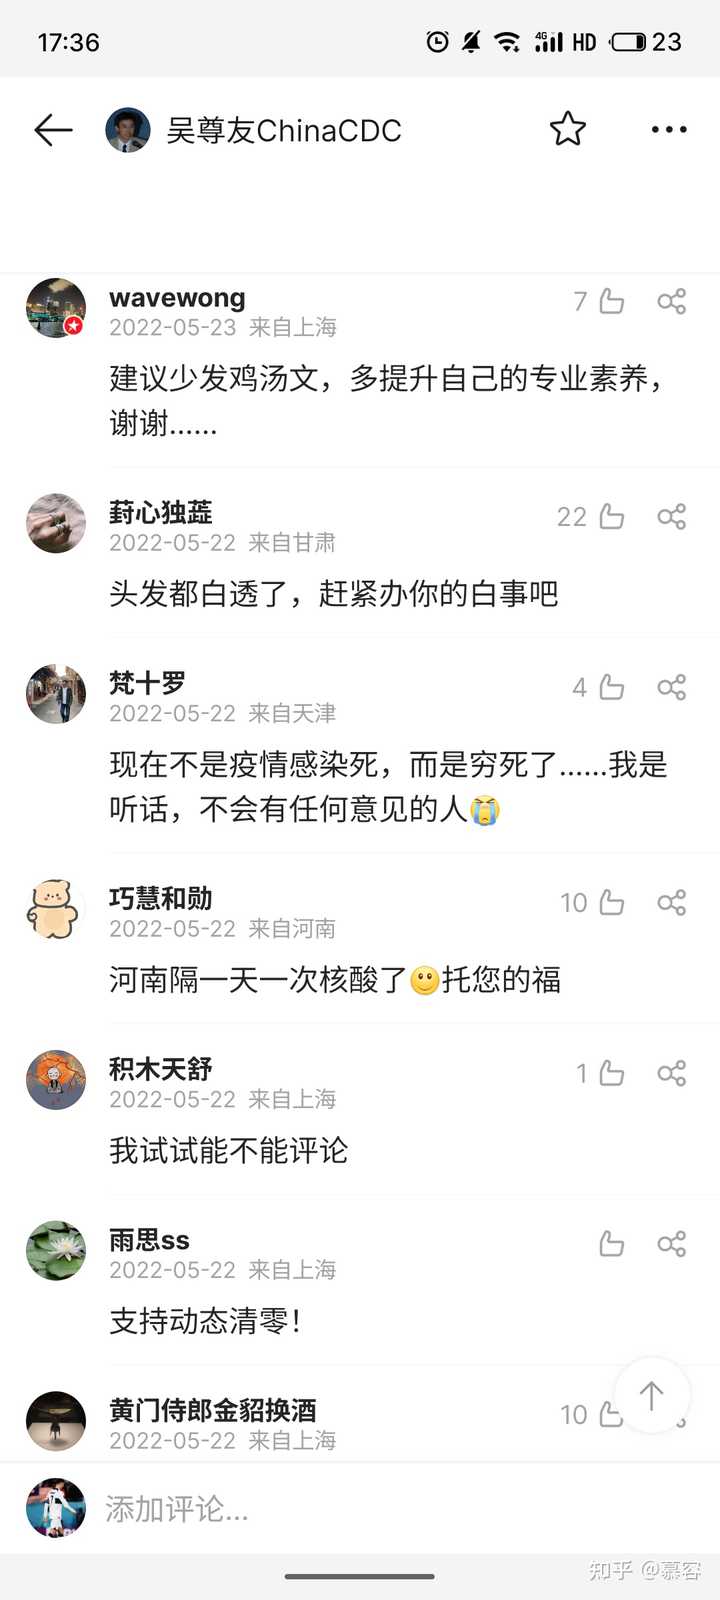 17:36
4G HD 23
吴尊友ChinaCDC
wavewong
7
2022-05-23 来自上海
建议少发鸡汤文，多提升自己的专业素养，
谢谢......
葑心独蕋
22
2022-05-22 来自甘肃
头发都白透了，赶紧办你的白事吧
梵十罗
4
2022-05-22 来自天津
现在不是疫情感染死，而是穷死了......我是
听话，不会有任何意见的人😭
巧慧和勋
10
2022-05-22 来自河南
河南隔一天一次核酸了🙂托您的福
积木天舒
1
2022-05-22 来自上海
我试试能不能评论
雨思ss
2022-05-22 来自上海
支持动态清零！
黄门侍郎金貂换酒
10
2022-05-22 来自上海
添加评论...
知乎 @慕容